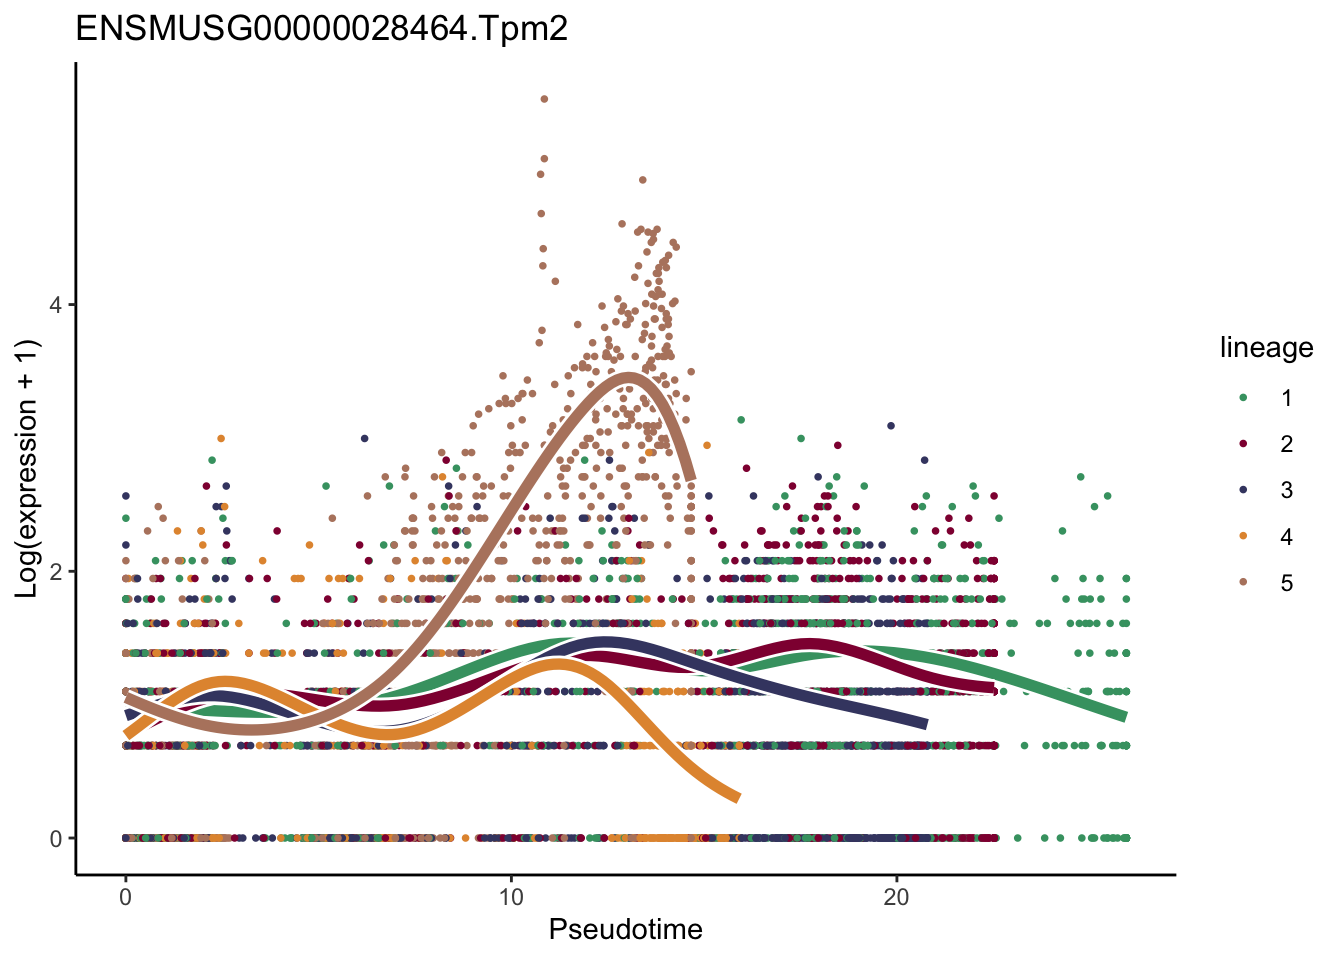 ENSMUSG00000028464.Tpm2
Log(expression + 1)
4
2
0
0
10
20
Pseudotime
lineage
1
2
3
4
5